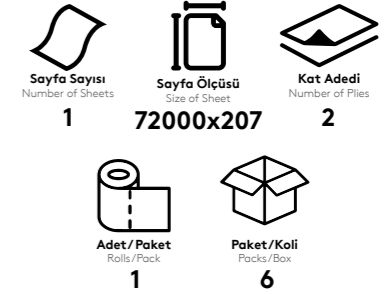 Sayfa Sayısı
Number of Sheets
1
Sayfa Ölçüsü
Size of Sheet
72000x207
Kat Adedi
Number of Plies
2
Adet/Paket
Rolls/Pack
1
Paket/Koli
Packs/Box
6